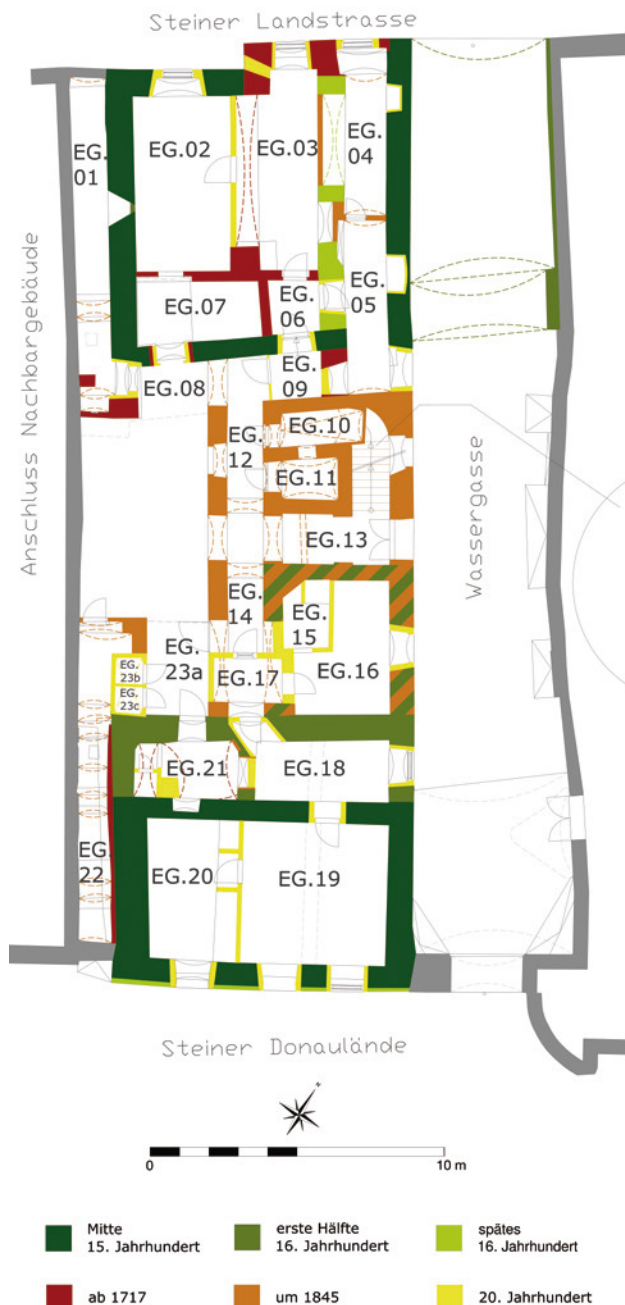 Steiner Landstrasse
EG.
01
EG.02
EG.03
EG.
04
EG.
05
EG.
06
EG.07
EG.08
EG.
09
EG.10
EG.
12
EG.11
EG.13
EG.
14
EG.
15
EG.16
EG.17
EG.
23a
EG.
23b
EG.
23c
EG.18
EG.21
EG.
22
EG.20
EG.19
Anschluss Nachbargebäude
Wassergasse
Steiner Donaulände
N
0
10 m
Mitte
15. Jahrhundert
erste Hälfte
16. Jahrhundert
spätes
16. Jahrhundert
ab 1717
um 1845
20. Jahrhundert